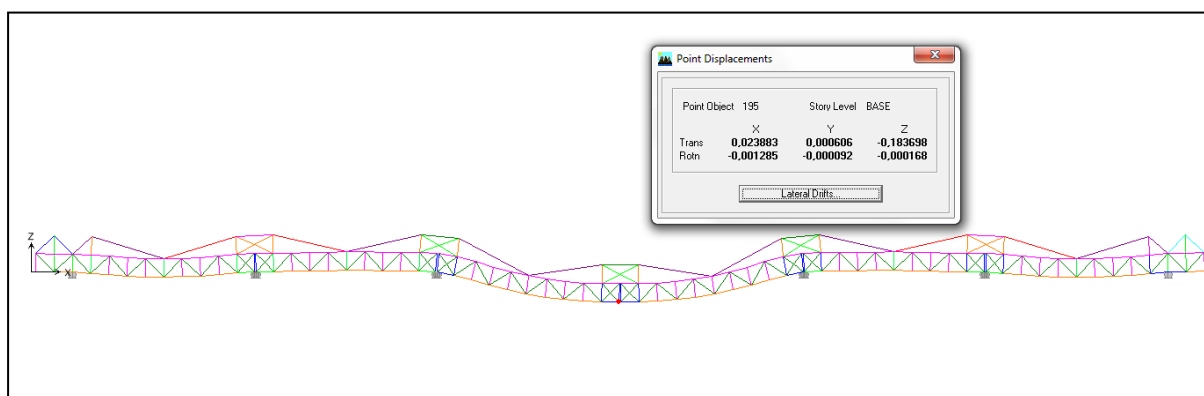 Point Displacements
Point Object 195 Story Level BASE
X Y Z
Trans 0,023883 0,000606 -0,183698
Rotn -0,001285 -0,000092 -0,000168
Lateral Drifts...
Z
X